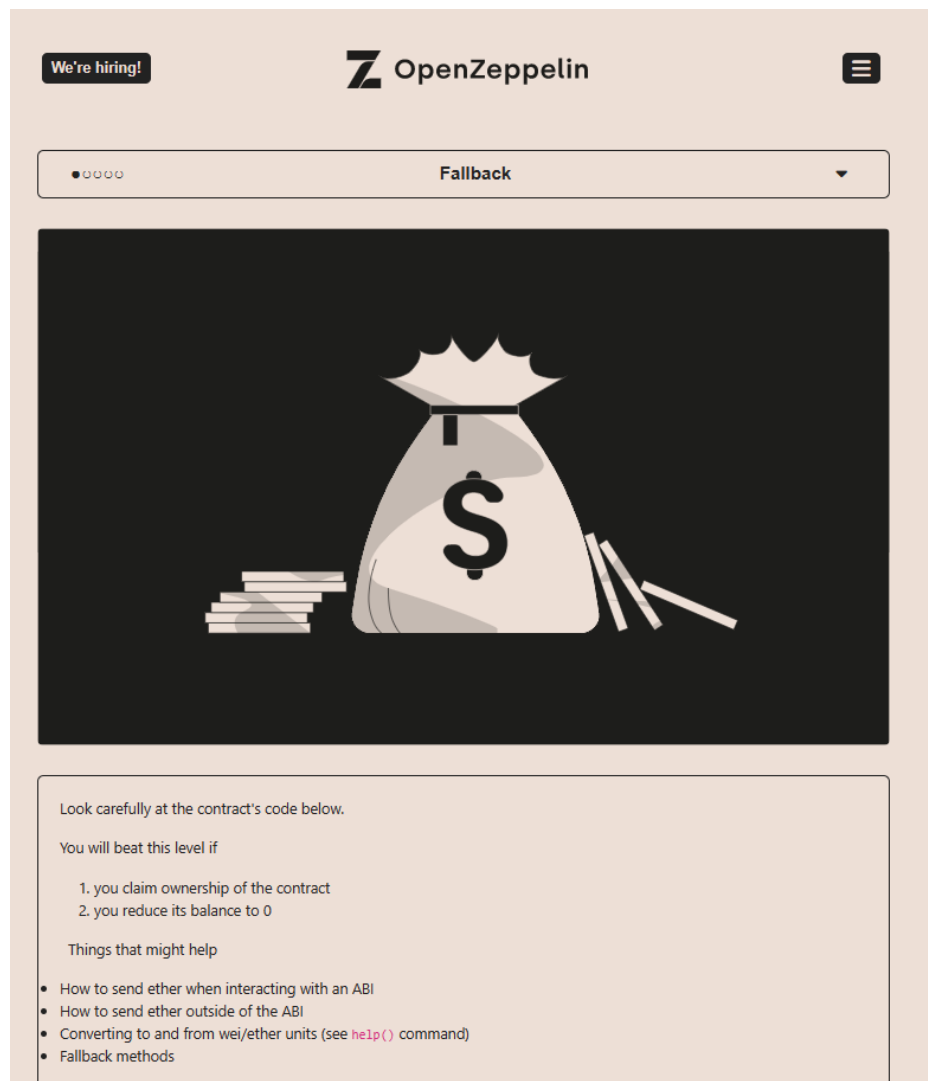 We're hiring!
OpenZeppelin
Fallback
$
Look carefully at the contract's code below.
You will beat this level if
1. you claim ownership of the contract
2. you reduce its balance to 0
Things that might help
• How to send ether when interacting with an ABI
• How to send ether outside of the ABI
• Converting to and from wei/ether units (see help() command)
• Fallback methods